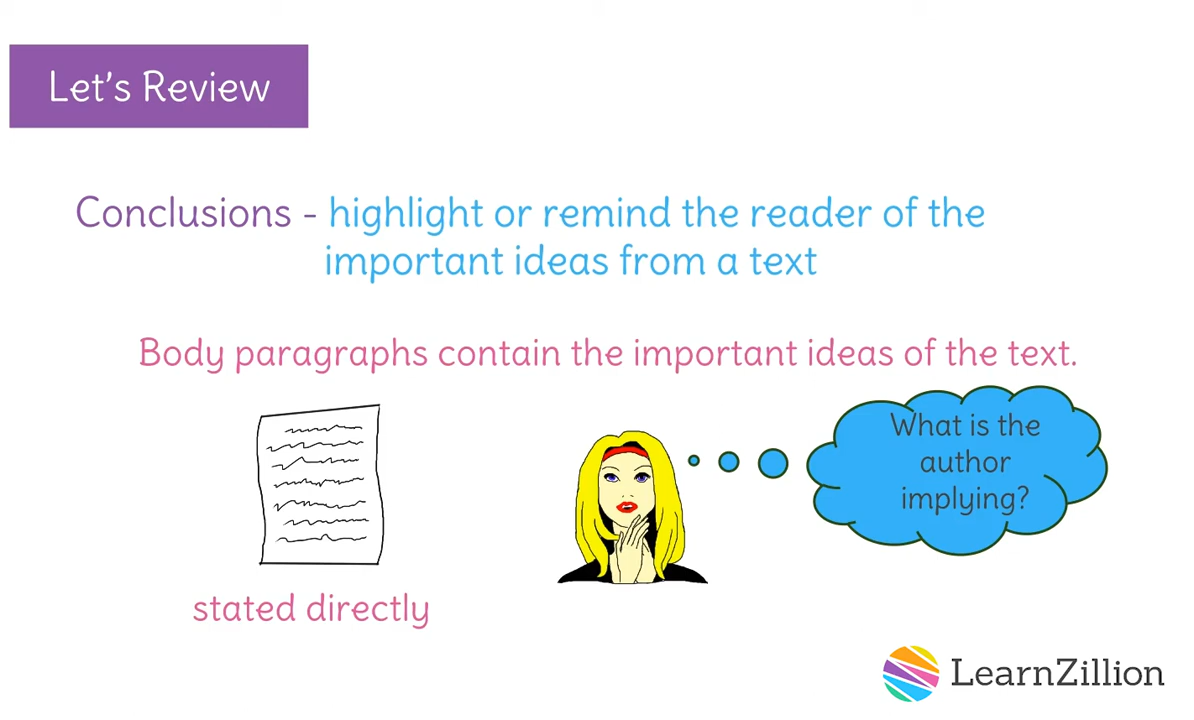 Let's Review
Conclusions - highlight or remind the reader of the
important ideas from a text
Body paragraphs contain the important ideas of the text.
What is the
author
implying?
stated directly
LearnZillion